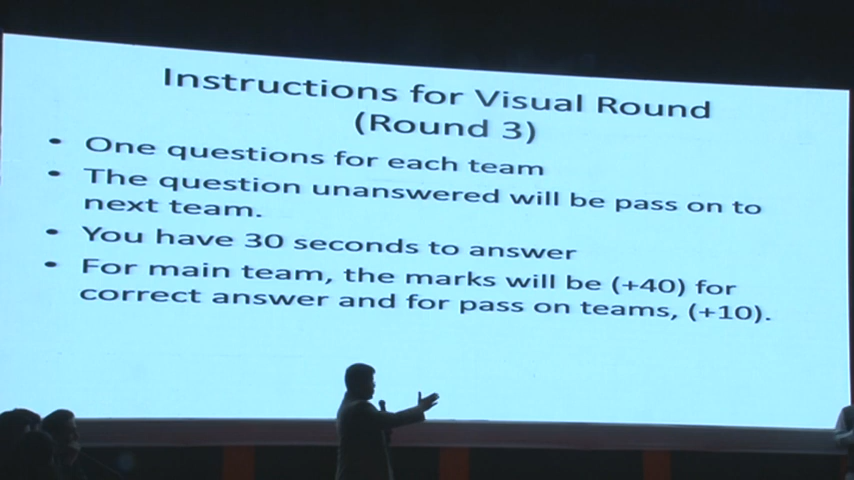 Instructions for Visual Round
(Round 3)
• One questions for each team
• The question unanswered will be pass on to
next team.
• You have 30 seconds to answer
• For main team, the marks will be (+40) for
correct answer and for pass on teams, (+10).